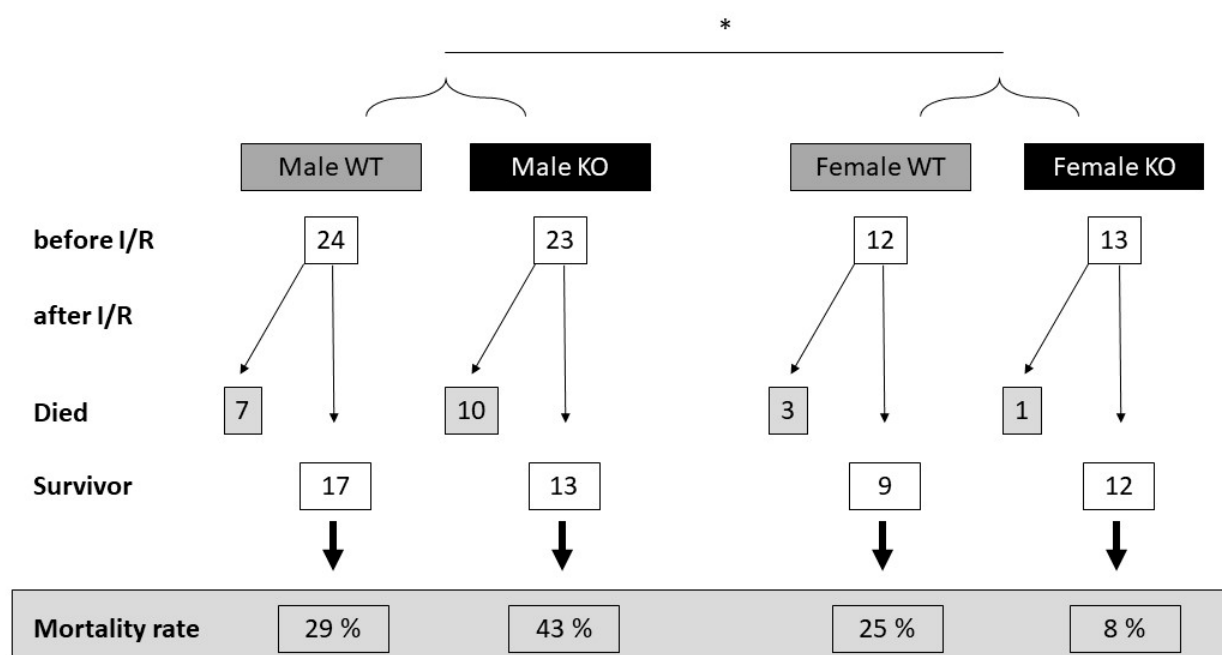 *
Male WT Male KO Female WT Female KO
before I/R 24 23 12 13
after I/R
Died 7 10 3 1
Survivor 17 13 9 12
Mortality rate 29 % 43 % 25 % 8 %